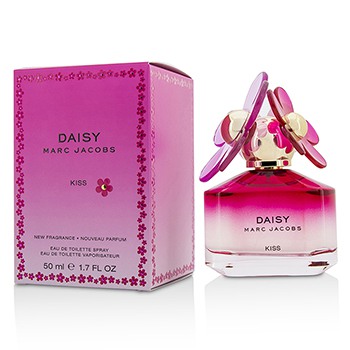 DAISY
MARC JACOBS
KISS
NEW FRAGRANCE • NOUVEAU PARFUM
EAU DE TOILETTE SPRAY
EAU DE TOILETTE VAPORISATEUR
50 ml ℮ 1.7 FL OZ
DAISY
MARC JACOBS
KISS